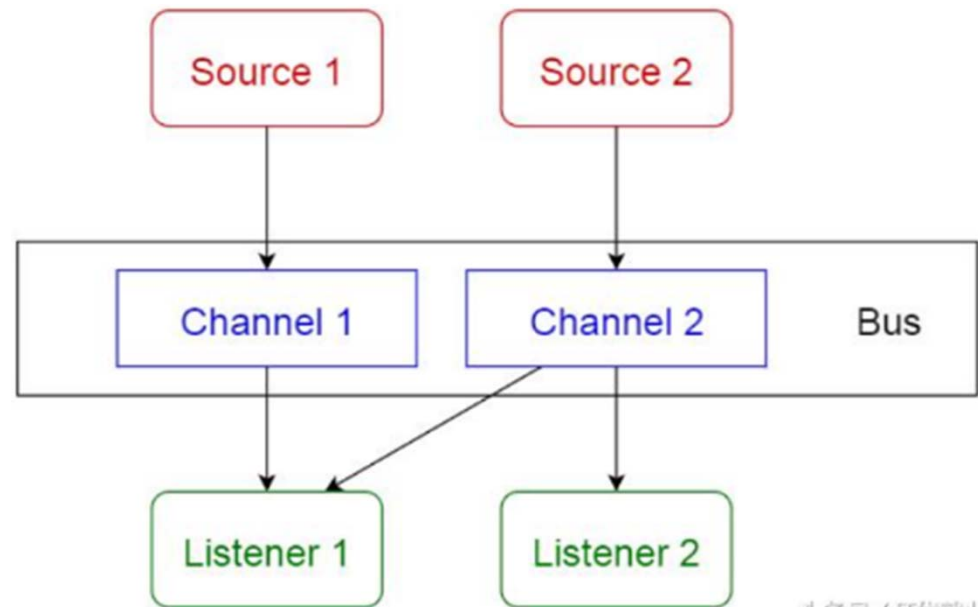 Source 1
Source 2
Channel 1
Channel 2
Bus
Listener 1
Listener 2